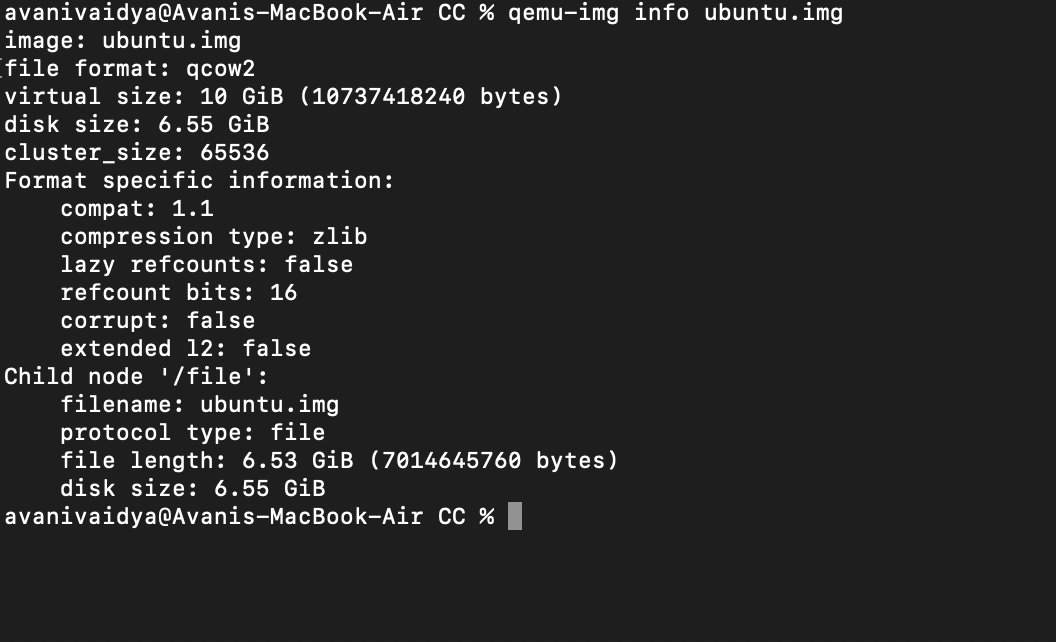 avanivaidya@Avanis-MacBook-Air CC % qemu-img info ubuntu.img
image: ubuntu.img
file format: qcow2
virtual size: 10 GiB (10737418240 bytes)
disk size: 6.55 GiB
cluster_size: 65536
Format specific information:
    compat: 1.1
    compression type: zlib
    lazy refcounts: false
    refcount bits: 16
    corrupt: false
    extended l2: false
Child node '/file':
    filename: ubuntu.img
    protocol type: file
    file length: 6.53 GiB (7014645760 bytes)
    disk size: 6.55 GiB
avanivaidya@Avanis-MacBook-Air CC %